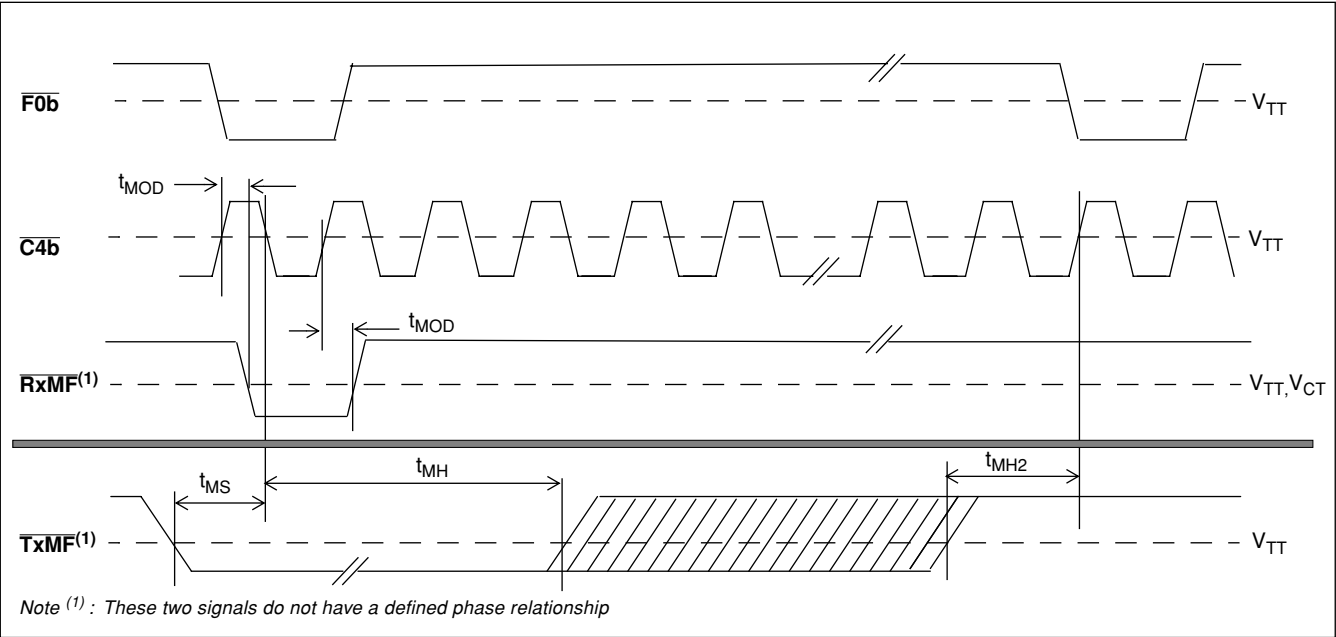 F0b
V_TT
t_MOD
C4b
V_TT
t_MOD
RxMF(1)
V_TT,V_CT
t_MS
t_MH
t_MH2
TxMF(1)
V_TT
Note (1) : These two signals do not have a defined phase relationship